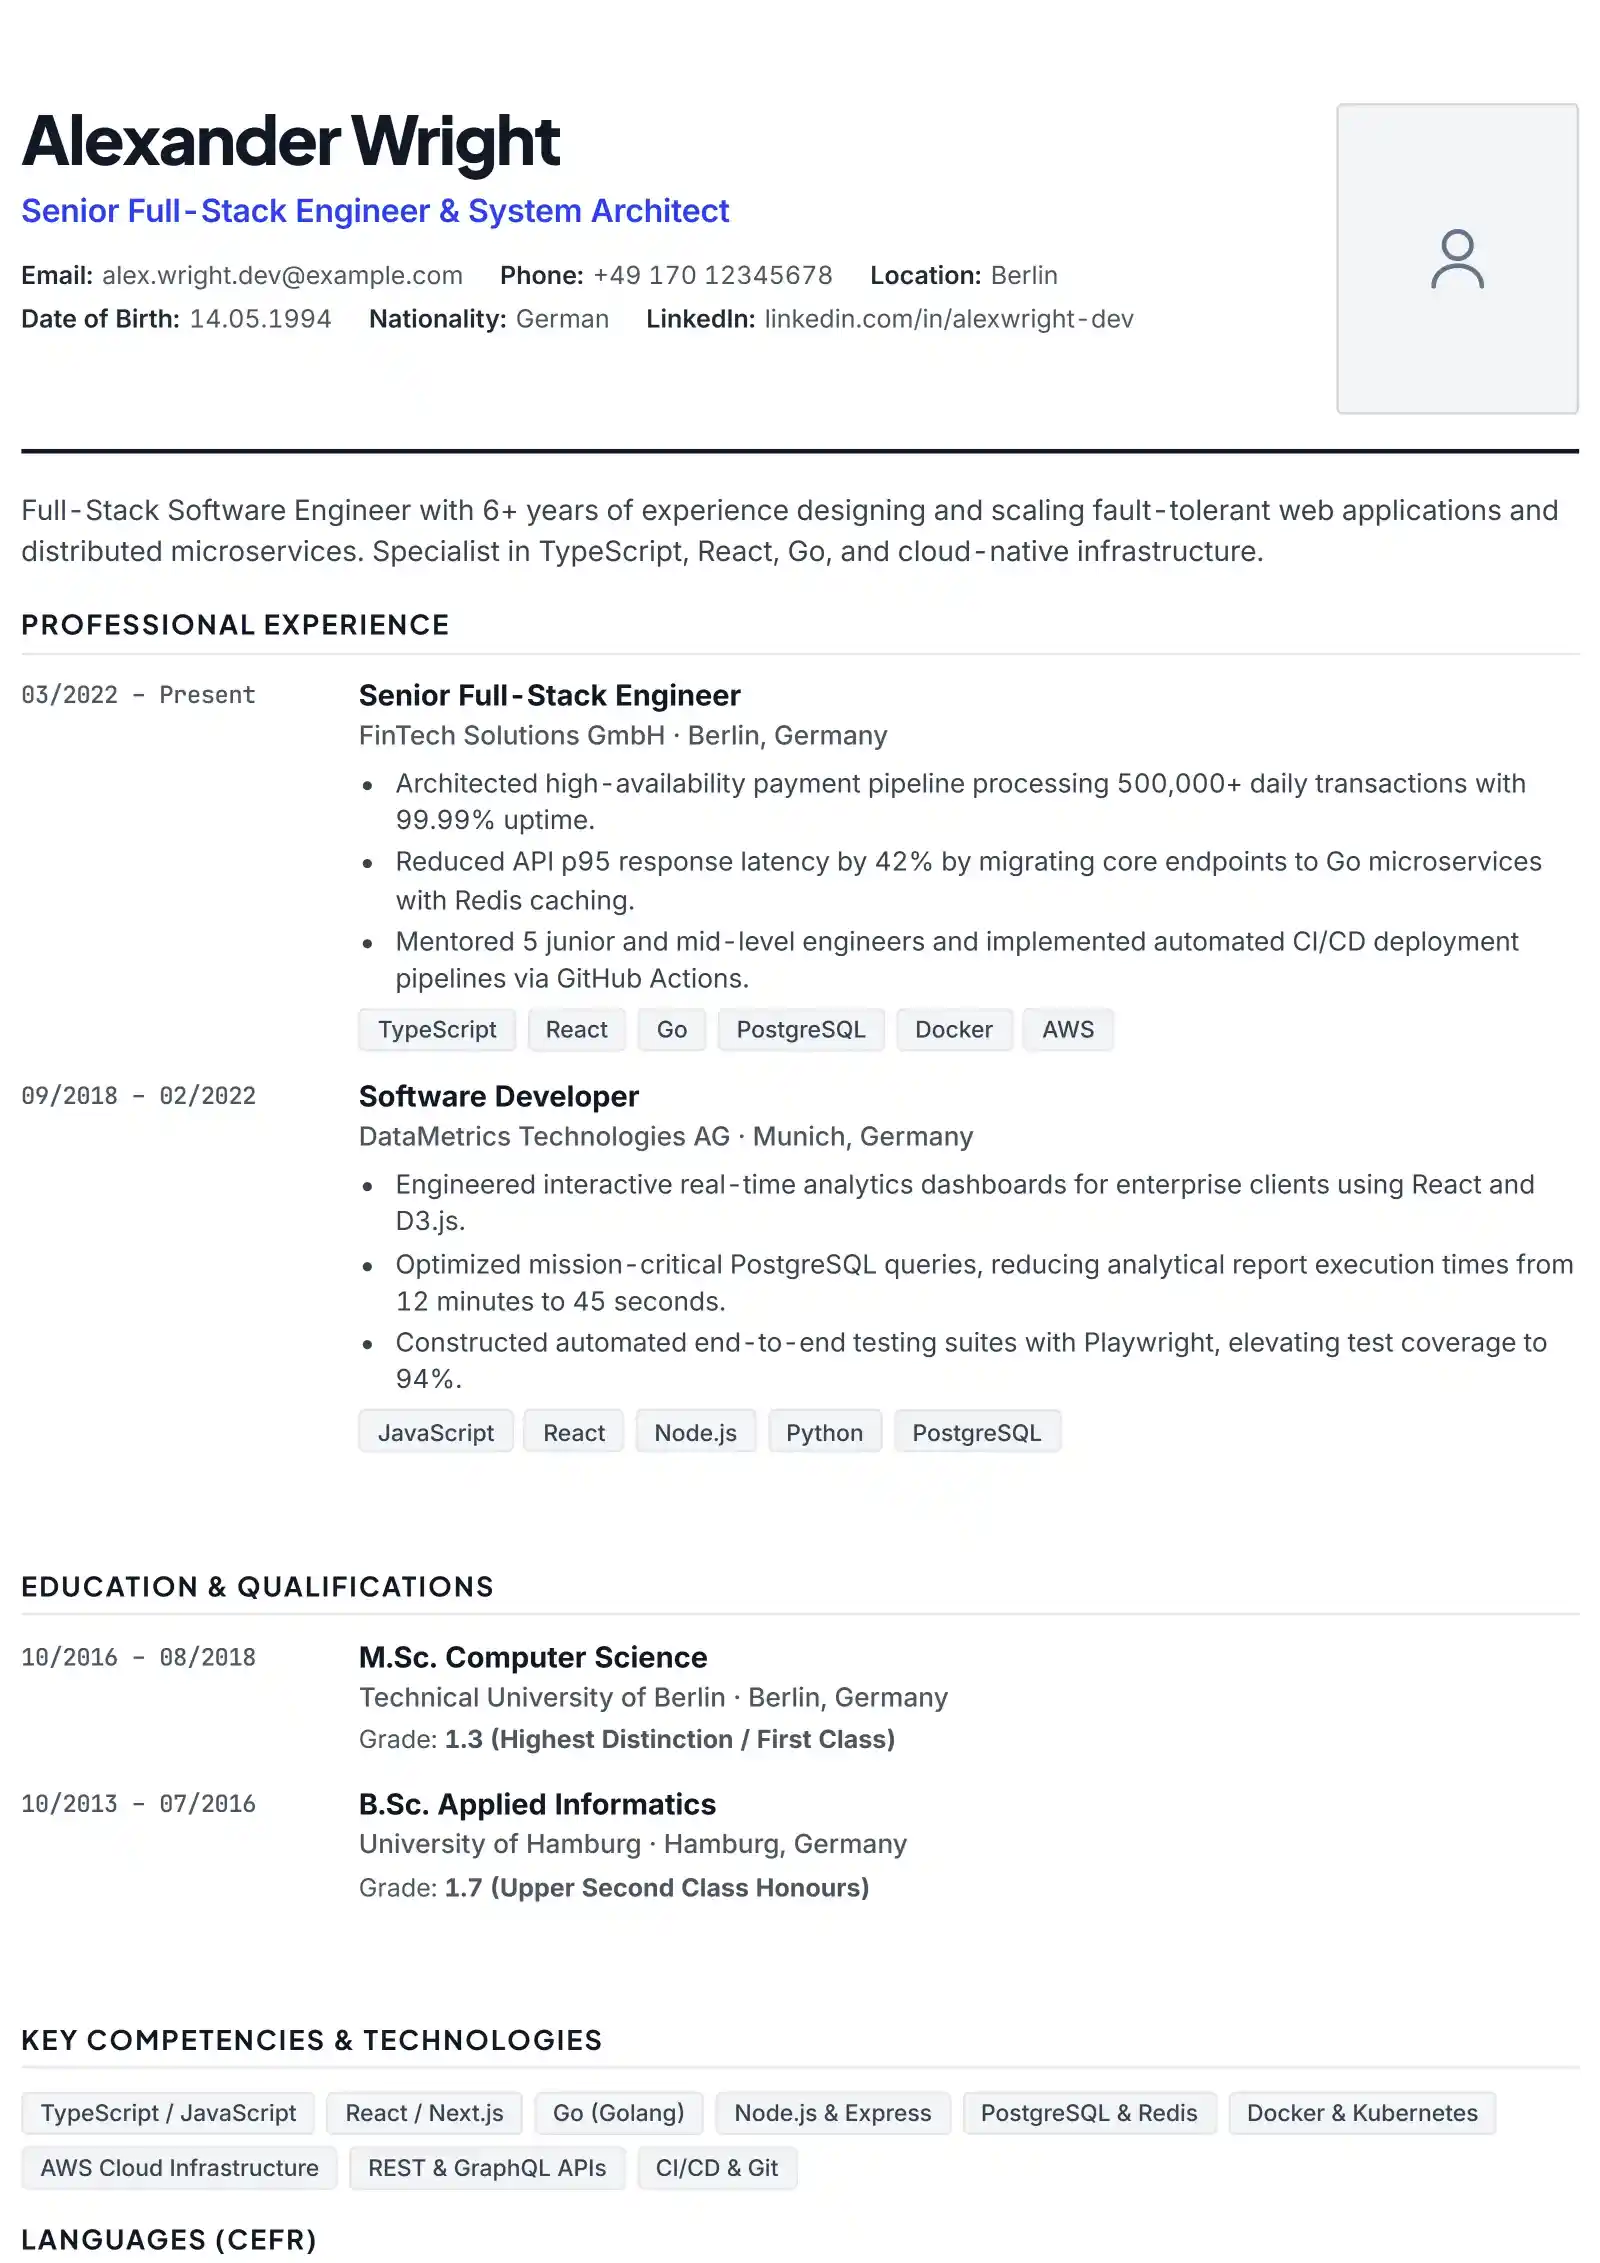 Alexander Wright
Senior Full-Stack Engineer & System Architect
Email: alex.wright.dev@example.com Phone: +49 170 12345678 Location: Berlin
Date of Birth: 14.05.1994 Nationality: German LinkedIn: linkedin.com/in/alexwright-dev
Full-Stack Software Engineer with 6+ years of experience designing and scaling fault-tolerant web applications and
distributed microservices. Specialist in TypeScript, React, Go, and cloud-native infrastructure.
PROFESSIONAL EXPERIENCE
03/2022 – Present
Senior Full-Stack Engineer
FinTech Solutions GmbH · Berlin, Germany
• Architected high-availability payment pipeline processing 500,000+ daily transactions with
99.99% uptime.
• Reduced API p95 response latency by 42% by migrating core endpoints to Go microservices
with Redis caching.
• Mentored 5 junior and mid-level engineers and implemented automated CI/CD deployment
pipelines via GitHub Actions.
TypeScript React Go PostgreSQL Docker AWS
09/2018 – 02/2022
Software Developer
DataMetrics Technologies AG · Munich, Germany
• Engineered interactive real-time analytics dashboards for enterprise clients using React and
D3.js.
• Optimized mission-critical PostgreSQL queries, reducing analytical report execution times from
12 minutes to 45 seconds.
• Constructed automated end-to-end testing suites with Playwright, elevating test coverage to
94%.
JavaScript React Node.js Python PostgreSQL
EDUCATION & QUALIFICATIONS
10/2016 – 08/2018
M.Sc. Computer Science
Technical University of Berlin · Berlin, Germany
Grade: 1.3 (Highest Distinction / First Class)
10/2013 – 07/2016
B.Sc. Applied Informatics
University of Hamburg · Hamburg, Germany
Grade: 1.7 (Upper Second Class Honours)
KEY COMPETENCIES & TECHNOLOGIES
TypeScript / JavaScript React / Next.js Go (Golang) Node.js & Express PostgreSQL & Redis Docker & Kubernetes
AWS Cloud Infrastructure REST & GraphQL APIs CI/CD & Git
LANGUAGES (CEFR)